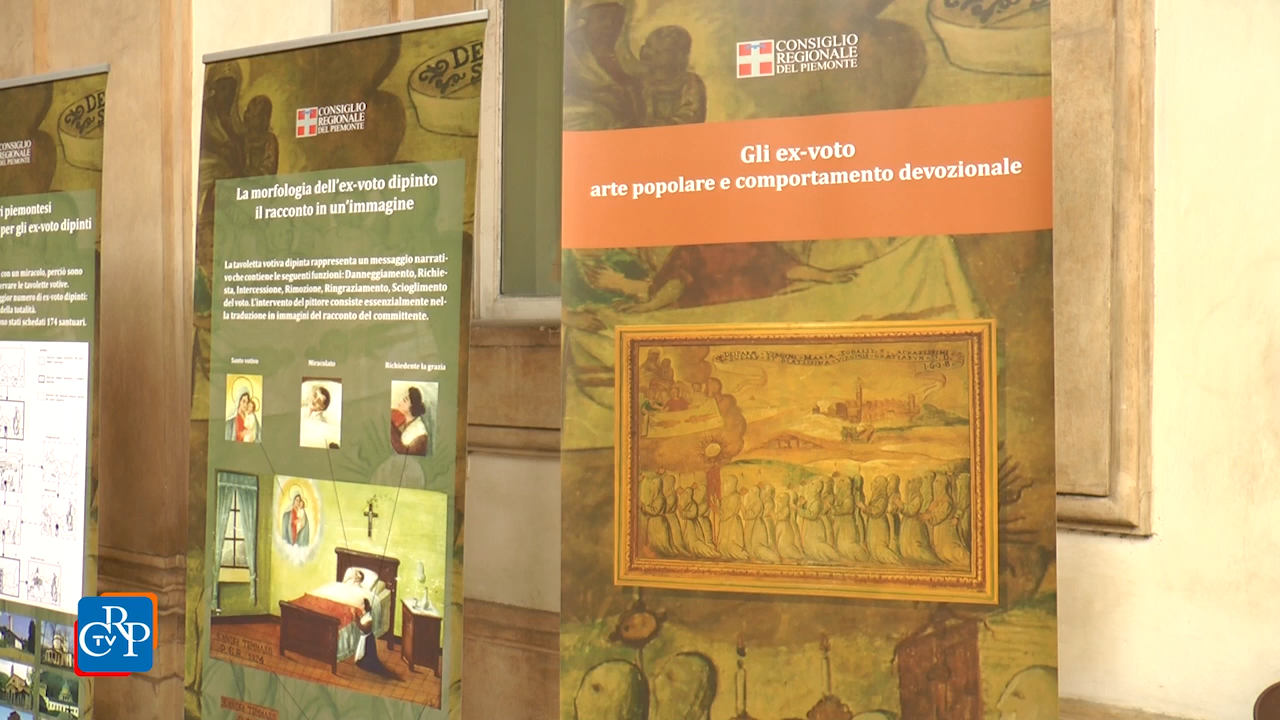 CONSIGLIO
REGIONALE
ri piemontesi
per gli ex-voto dipinti
con un miracolo, perciò sono
ervare le tavolette votive.
ggior numero di ex-voto dipinti:
della totalità.
no stati schedati 174 santuari.
CONSIGLIO
REGIONALE
DEL PIEMONTE
La morfologia dell'ex-voto dipinto
il racconto in un'immagine
La tavoletta votiva dipinta rappresenta un messaggio narrati-
vo che contiene le seguenti funzioni: Danneggiamento, Richie-
sta, Intercessione, Rimozione, Ringraziamento, Scioglimento
del voto. L'intervento del pittore consiste essenzialmente nel-
la traduzione in immagini del racconto del committente.
Santo votivo
Miracolato
Richiedente la grazia
CONSIGLIO
REGIONALE
DEL PIEMONTE
Gli ex-voto
arte popolare e comportamento devozionale
CRP
TV